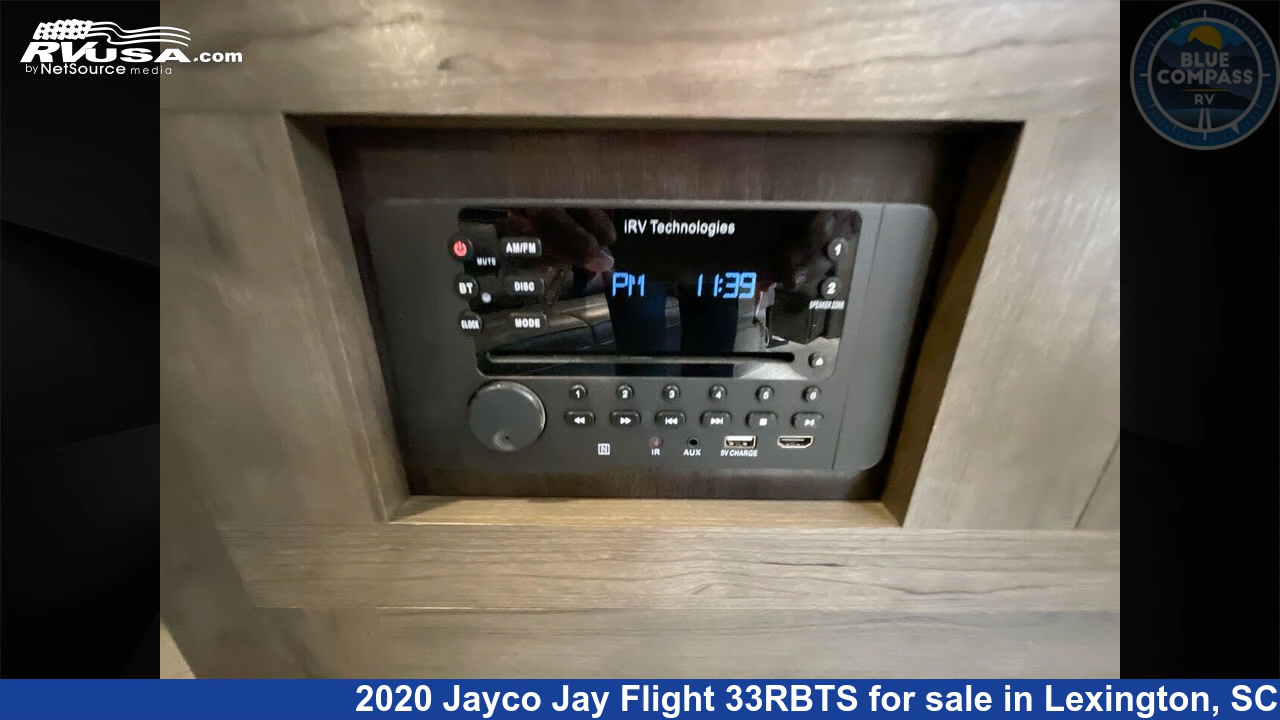 RVUSA.com
by NetSource media
BLUE
COMPASS
RV
iRV Technologies
AM/FM
MUTE
BT
DISC
CLOCK
MODE
PM 11:39
1
2
SPEAKER ZONE
1 2 3 4 5 6
N
IR
AUX
5V CHARGE
2020 Jayco Jay Flight 33RBTS for sale in Lexington, SC